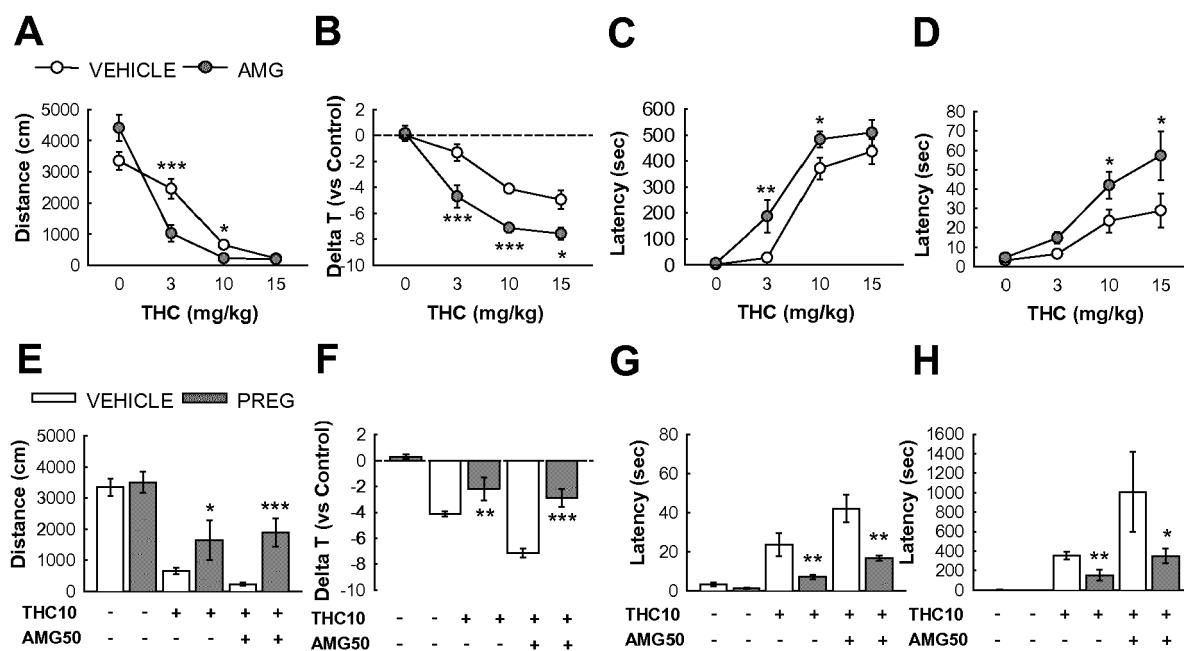 A
B
C
D
VEHICLE AMG
5000
4000
3000
2000
1000
0
Distance (cm)
*** *
0 3 10 15
THC (mg/kg)
2
0
-2
-4
-6
-8
-10
Delta T (vs Control)
*** *** *
0 3 10 15
THC (mg/kg)
600
500
400
300
200
100
0
Latency (sec)
** *
0 3 10 15
THC (mg/kg)
80
70
60
50
40
30
20
10
0
Latency (sec)
* *
0 3 10 15
THC (mg/kg)
E
F
G
H
VEHICLE PREG
5000
4000
3000
2000
1000
0
Distance (cm)
* ***
THC10 - - + + + +
AMG50 - - - - + +
2
0
-2
-4
-6
-8
-10
Delta T (vs Control)
** ***
THC10 - - + + + +
AMG50 - - - - + +
80
60
40
20
0
Latency (sec)
** **
THC10 - - + + + +
AMG50 - - - - + +
1600
1400
1200
1000
800
600
400
200
0
Latency (sec)
** *
THC10 - - + + + +
AMG50 - - - - + +